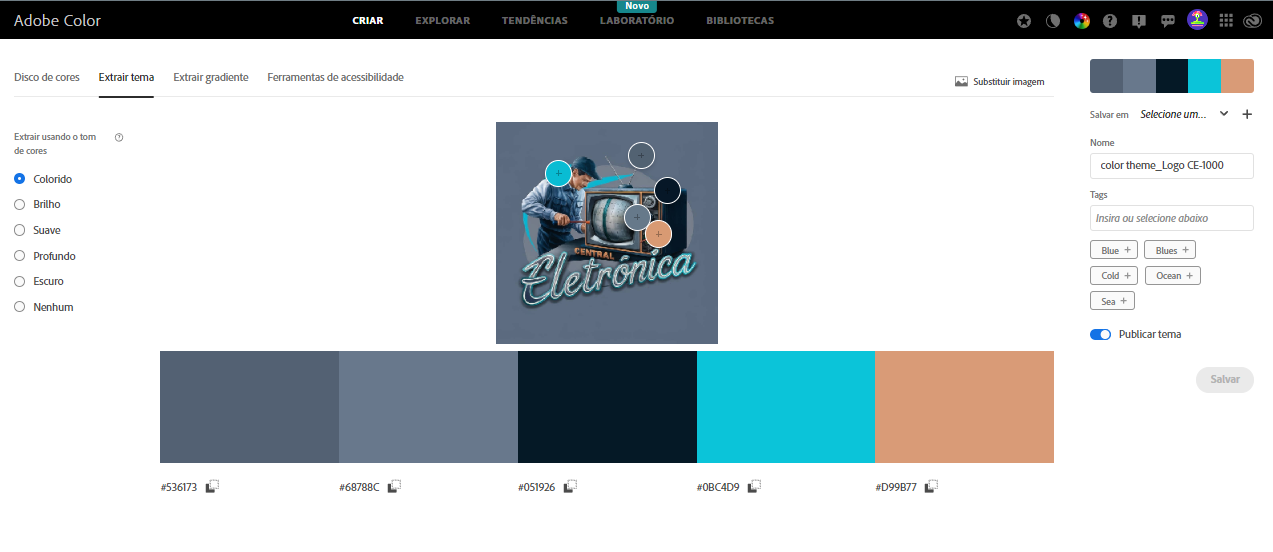 Adobe Color
CRIAR
EXPLORAR
TENDÊNCIAS
Novo
LABORATÓRIO
BIBLIOTECAS
Disco de cores
Extrair tema
Extrair gradiente
Ferramentas de acessibilidade
Substituir imagem
Extrair usando o tom
de cores
Colorido
Brilho
Suave
Profundo
Escuro
Nenhum
CENTRAL
Eletrónica
#536173
#68788C
#051926
#0BC4D9
#D99B77
Salvar em
Selecione um...
Nome
color theme_Logo CE-1000
Tags
Insira ou selecione abaixo
Blue +
Blues +
Cold +
Ocean +
Sea +
Publicar tema
Salvar